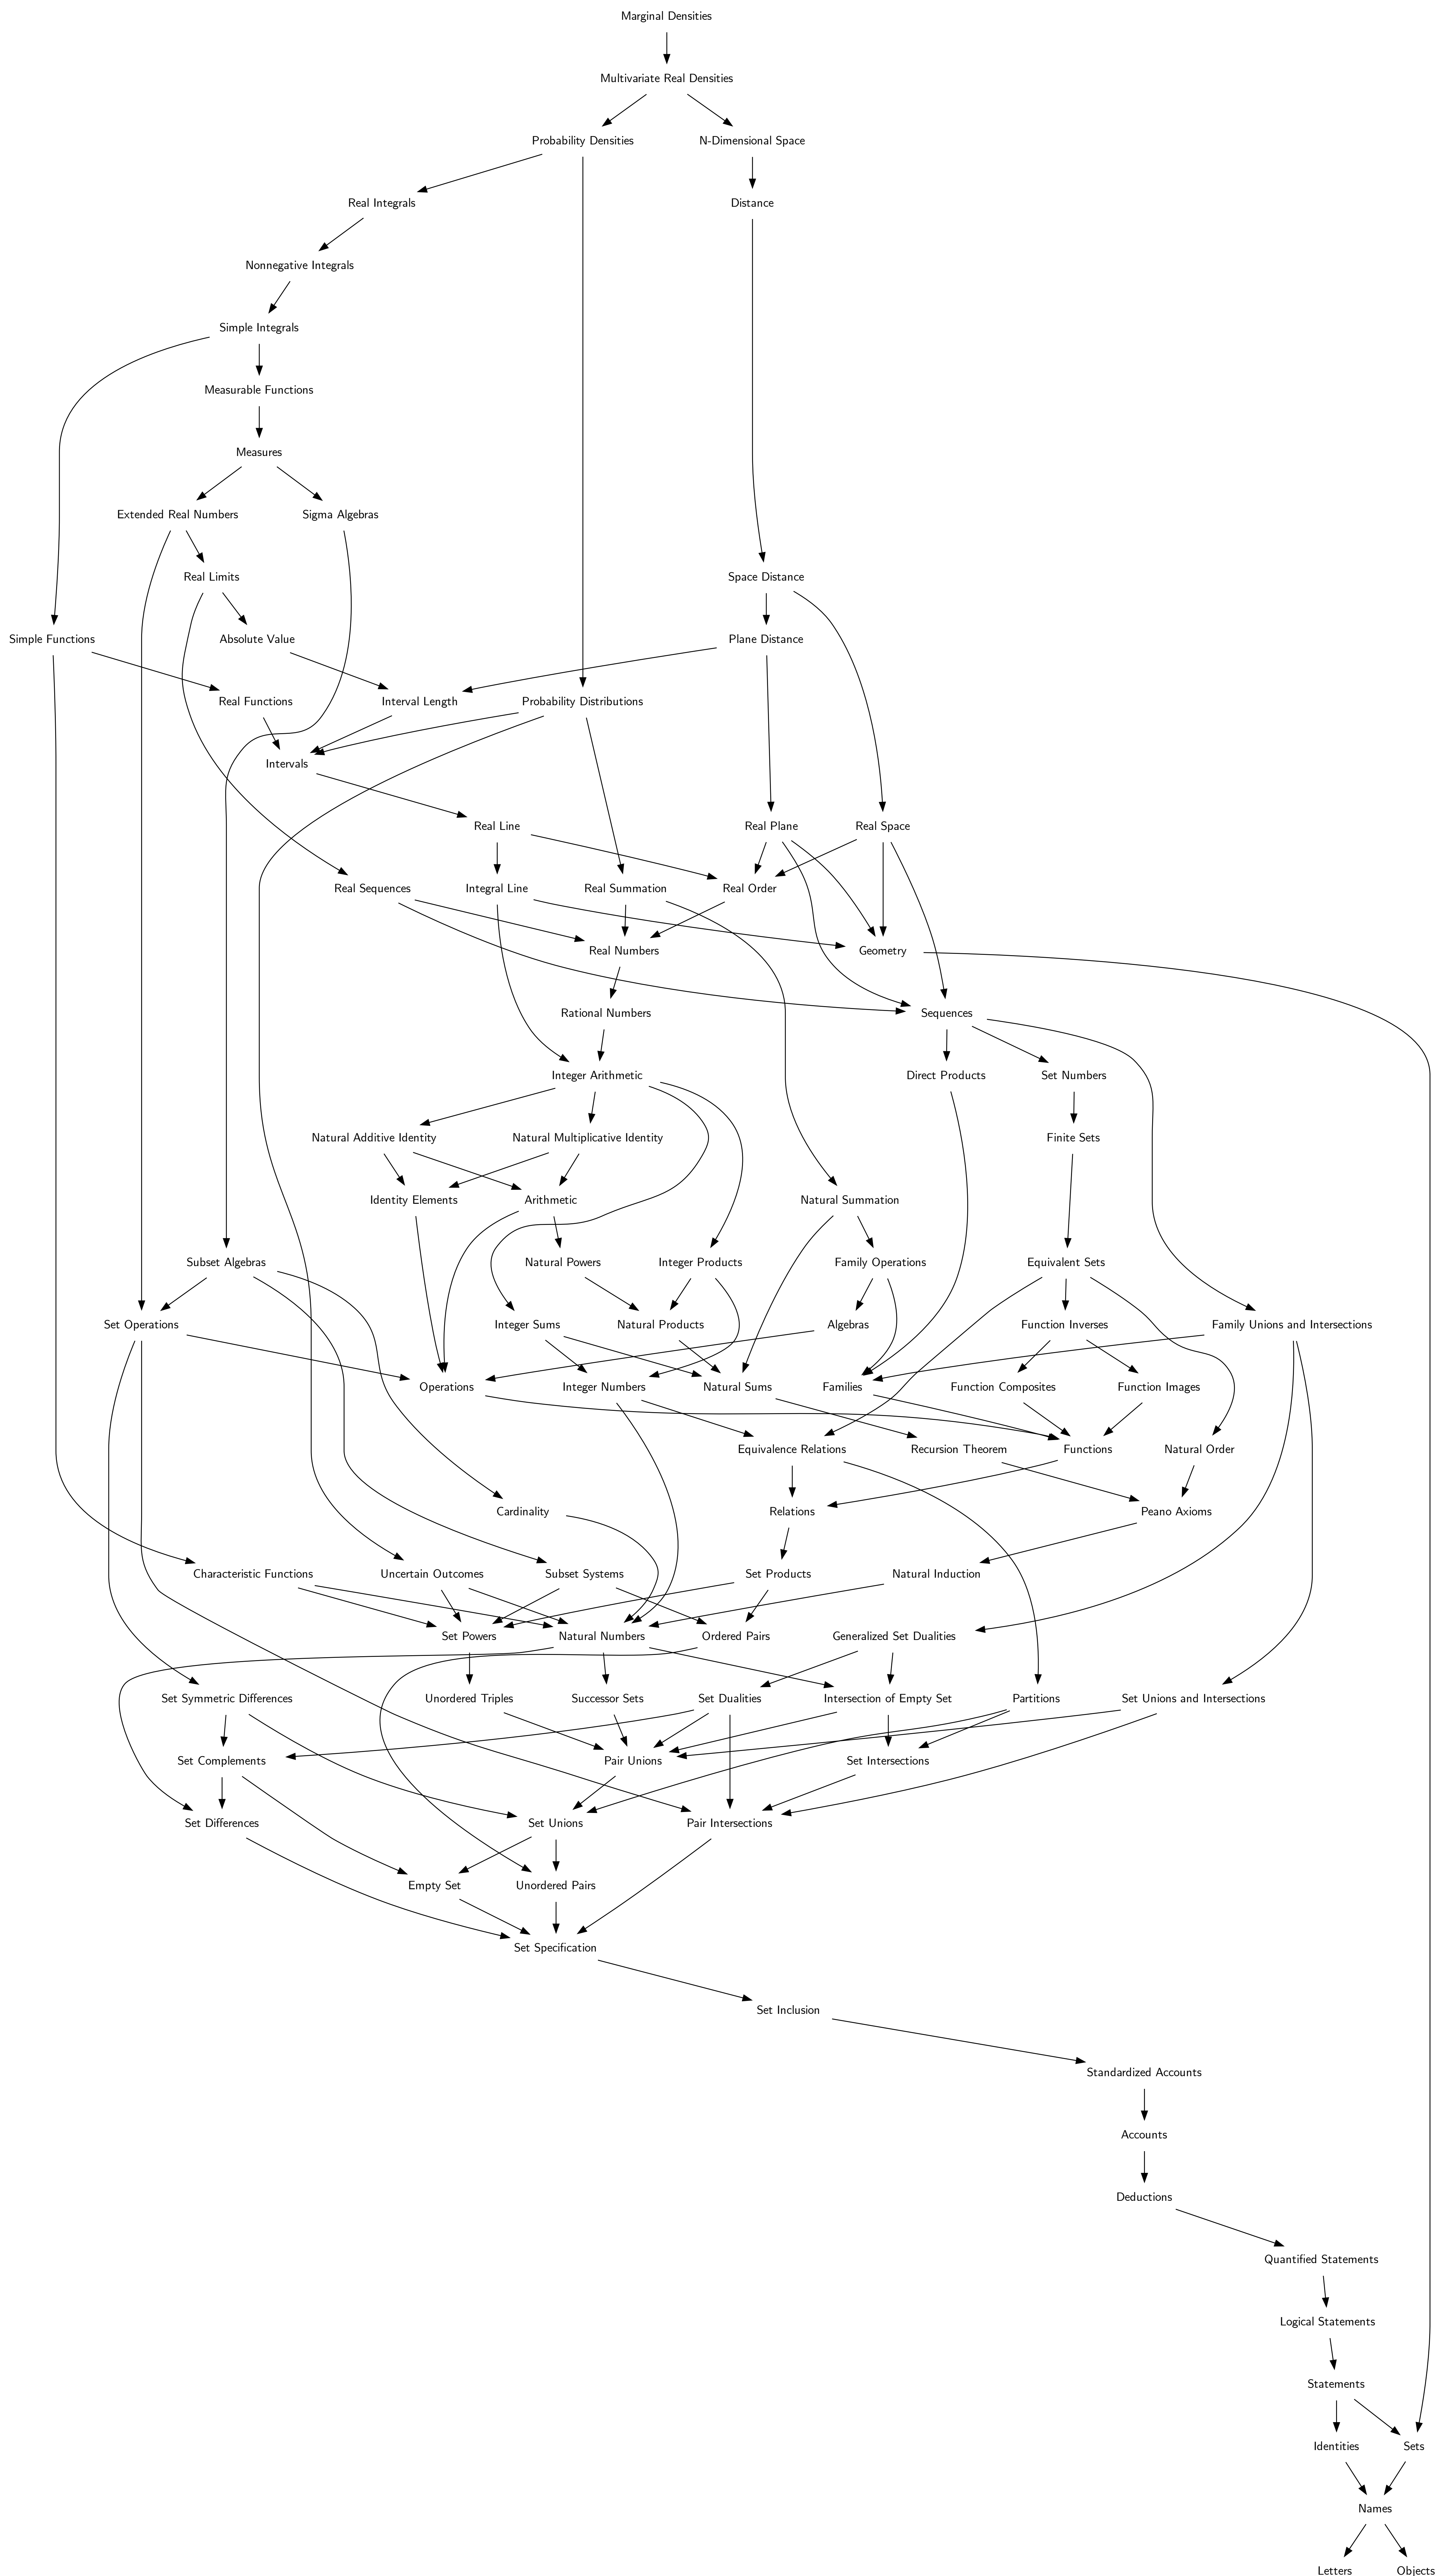 Marginal Densities
Multivariate Real Densities
Probability Densities
N-Dimensional Space
Real Integrals
Distance
Nonnegative Integrals
Simple Integrals
Measurable Functions
Measures
Extended Real Numbers
Sigma Algebras
Real Limits
Space Distance
Simple Functions
Absolute Value
Plane Distance
Real Functions
Interval Length
Probability Distributions
Intervals
Real Line
Real Plane
Real Space
Real Sequences
Integral Line
Real Summation
Real Order
Real Numbers
Geometry
Rational Numbers
Sequences
Integer Arithmetic
Direct Products
Set Numbers
Natural Additive Identity
Natural Multiplicative Identity
Finite Sets
Identity Elements
Arithmetic
Natural Summation
Subset Algebras
Natural Powers
Integer Products
Family Operations
Equivalent Sets
Set Operations
Integer Sums
Natural Products
Algebras
Function Inverses
Family Unions and Intersections
Operations
Integer Numbers
Natural Sums
Families
Function Composites
Function Images
Equivalence Relations
Recursion Theorem
Functions
Natural Order
Cardinality
Relations
Peano Axioms
Characteristic Functions
Uncertain Outcomes
Subset Systems
Set Products
Natural Induction
Set Powers
Natural Numbers
Ordered Pairs
Generalized Set Dualities
Set Symmetric Differences
Unordered Triples
Successor Sets
Set Dualities
Intersection of Empty Set
Partitions
Set Unions and Intersections
Set Complements
Pair Unions
Set Intersections
Set Differences
Set Unions
Pair Intersections
Empty Set
Unordered Pairs
Set Specification
Set Inclusion
Standardized Accounts
Accounts
Deductions
Quantified Statements
Logical Statements
Statements
Identities
Sets
Names
Letters
Objects